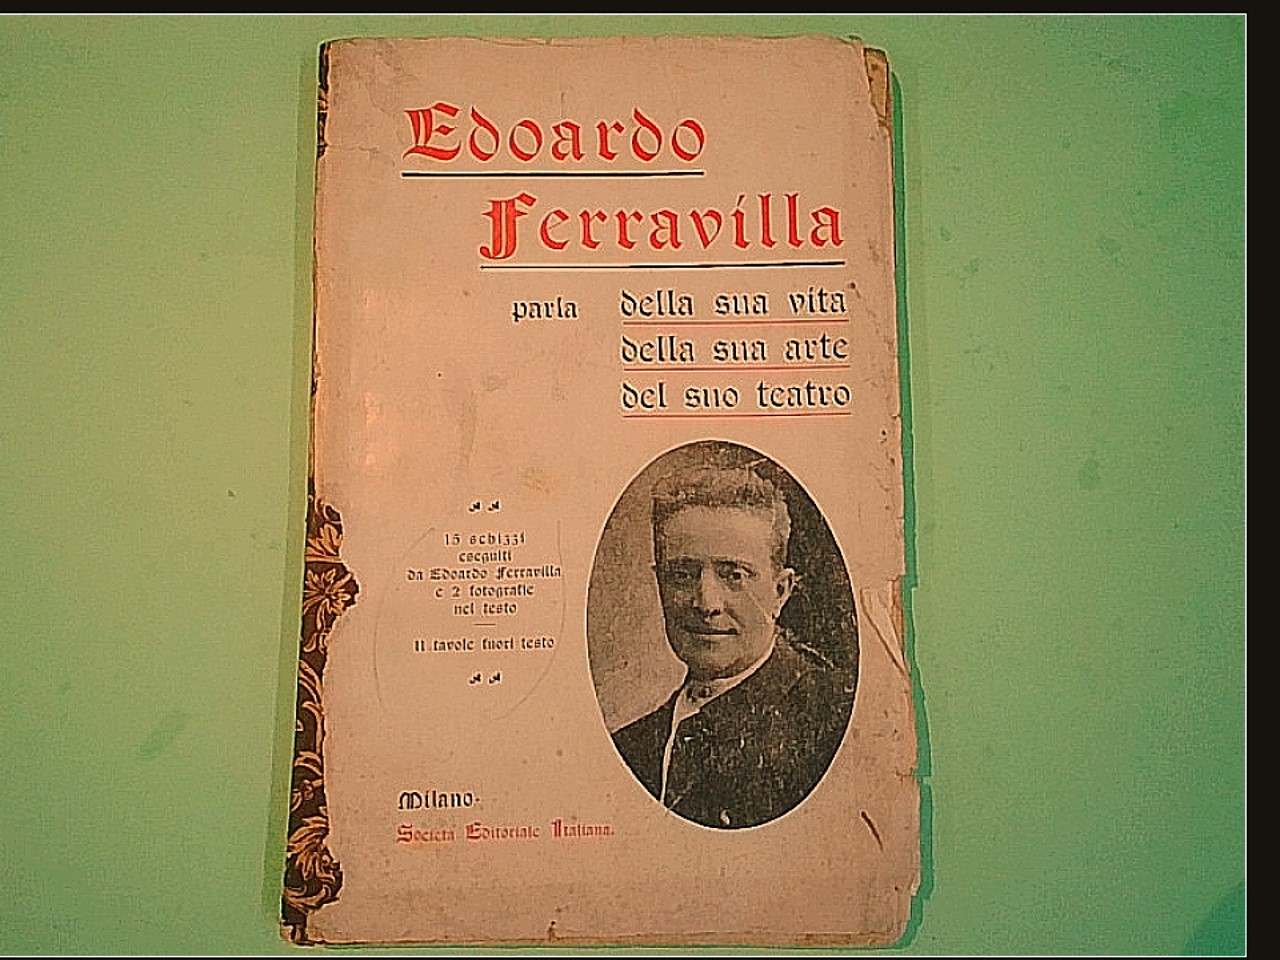 Edoardo
Ferravilla
parla della sua vita
della sua arte
del suo teatro
15 schizzi
eseguiti
da Edoardo Ferravilla
e 2 fotografie
nel testo
11 tavole fuori testo
Milano-
Società Editoriale Italiana.